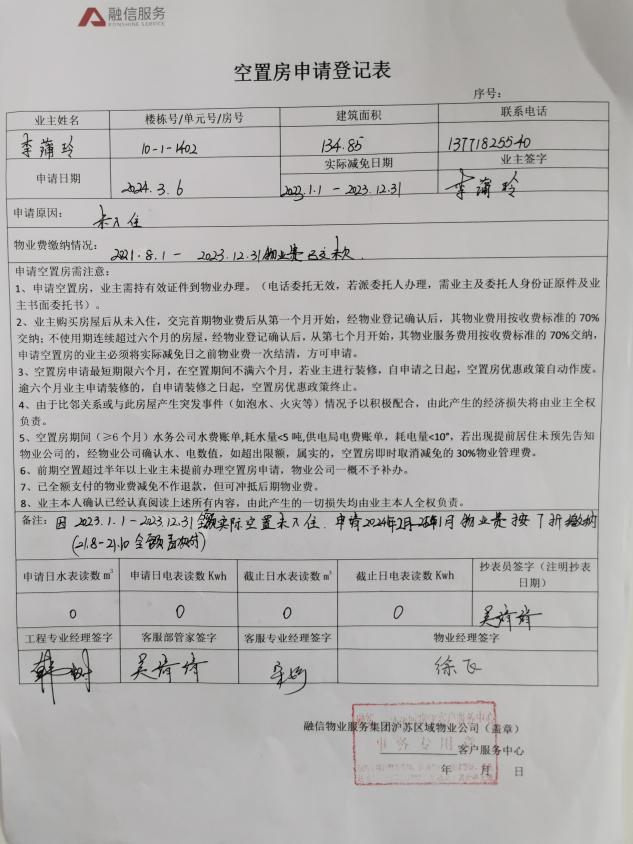 融信服务
RONSHINE SERVICE
空置房申请登记表
序号：
业主姓名 楼栋号/单元号/房号 建筑面积 联系电话
李蒲玲 10-1-1402 134.85 13771825540
申请日期 2024.3.6 实际减免日期 业主签字
2023.1.1 - 2023.12.31 李蒲玲
申请原因： 未入住
物业费缴纳情况： 2021.8.1 - 2023.12.31物业费已交
申请空置房需注意：
1、申请空置房，业主需持有效证件到物业办理。（电话委托无效，若派委托人办理，需业主及委托人身份证原件及业
主书面委托书）。
2、业主购买房屋后从未入住，交完首期物业费后从第一个月开始，经物业登记确认后，其物业费用按收费标准的 70%
交纳；不使用期连续超过六个月的房屋，经物业登记确认后，从第七个月开始，其物业服务费用按收费标准的 70%交纳，
申请空置房的业主必须将实际减免日之前物业费一次结清，方可申请。
3、空置房申请最短期限六个月，在空置期间不满六个月，若业主进行装修，自申请之日起，空置房优惠政策自动作废。
逾六个月业主申请装修的，自申请装修之日起，空置房优惠政策终止。
4、由于比邻关系或与此房屋产生突发事件（如泡水、火灾等）情况予以积极配合，由此产生的经济损失将由业主全权
负责。
5、空置房期间（≥6 个月）水务公司水费账单,耗水量<5 吨,供电局电费账单，耗电量<10°，若出现提前居住未预先告知
物业公司的，经物业公司确认水、电数值，如超出限额，属实的，空置房即时取消减免的 30%物业管理费。
6、前期空置超过半年以上业主未提前办理空置房申请，物业公司一概不予补办。
7、已全额支付的物业费减免不作退款，但可冲抵后期物业费。
8、业主本人确认已经认真阅读上述所有内容，由此产生的一切损失均由业主本人全权负责。
备注：因2023.1.1-2023.12.31 实际空置未入住，申请2024年 1月物业费按7折缴纳
(21.8-21.10全额 付)
申请日水表读数 m³ 申请日电表读数 Kwh 截止日水表读数 m³ 截止日电表读数 Kwh 抄表员签字（注明抄表
日期）
0 0 0 0 吴琦琦
工程专业经理签字 客服部管家签字 客服专业经理签字 物业经理签字
韩 吴琦琦 徐飞
融信物业服务集团沪苏区域物业公司（盖章）
客户服务中心
年 月 日